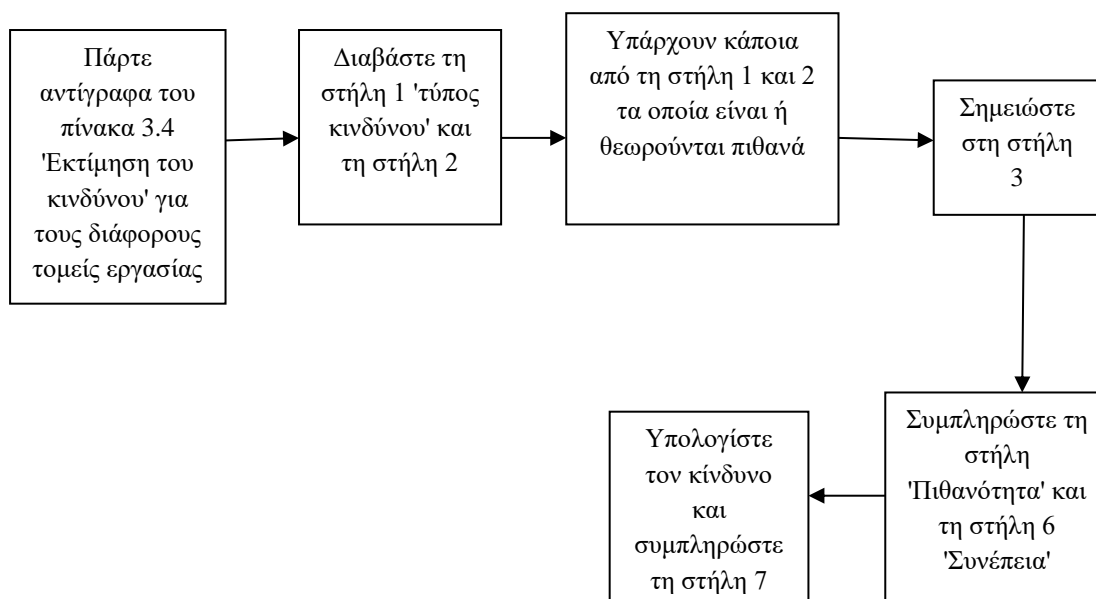 Πάρτε
αντίγραφα του
πίνακα 3.4
'Εκτίμηση του
κινδύνου' για
τους διάφορους
τομείς εργασίας
Διαβάστε τη
στήλη 1 'τύπος
κινδύνου' και
τη στήλη 2
Υπάρχουν κάποια
από τη στήλη 1 και 2
τα οποία είναι ή
θεωρούνται πιθανά
Σημειώστε
στη στήλη
3
Συμπληρώστε τη
στήλη
'Πιθανότητα' και
τη στήλη 6
'Συνέπεια'
Υπολογίστε
τον κίνδυνο
και
συμπληρώστε
τη στήλη 7